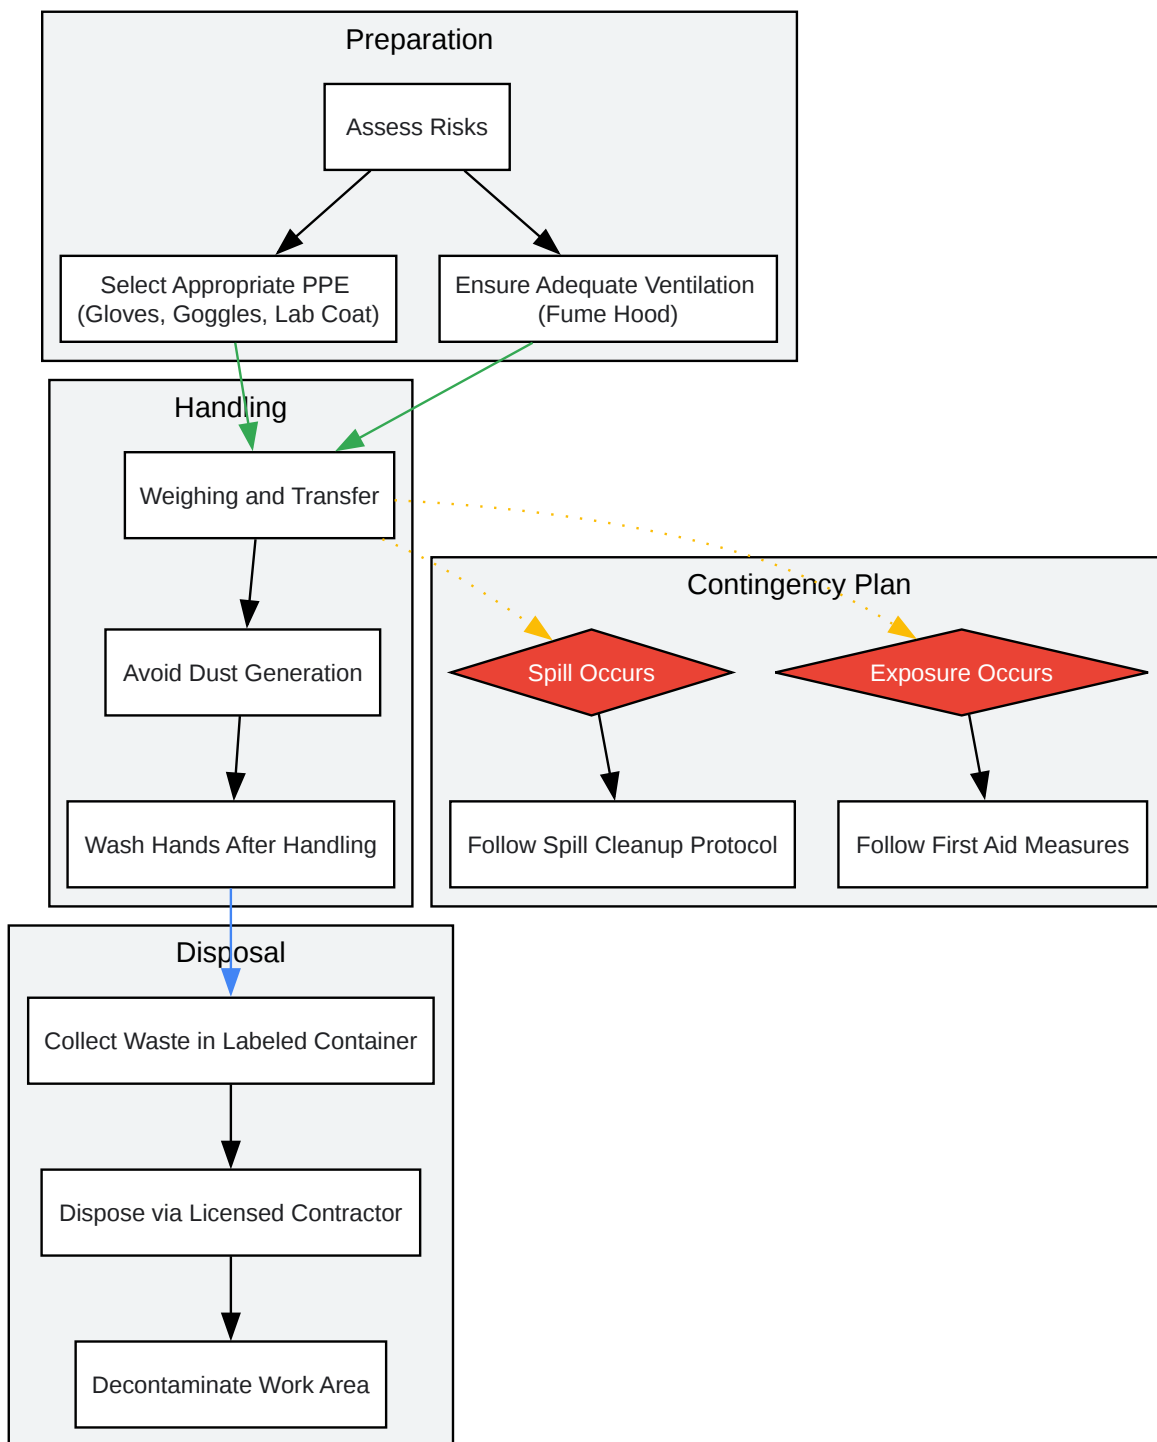 Preparation
Assess Risks
Select Appropriate PPE
(Gloves, Goggles, Lab Coat)
Ensure Adequate Ventilation
(Fume Hood)
Handling
Weighing and Transfer
Avoid Dust Generation
Wash Hands After Handling
Contingency Plan
Spill Occurs
Exposure Occurs
Follow Spill Cleanup Protocol
Follow First Aid Measures
Disposal
Collect Waste in Labeled Container
Dispose via Licensed Contractor
Decontaminate Work Area